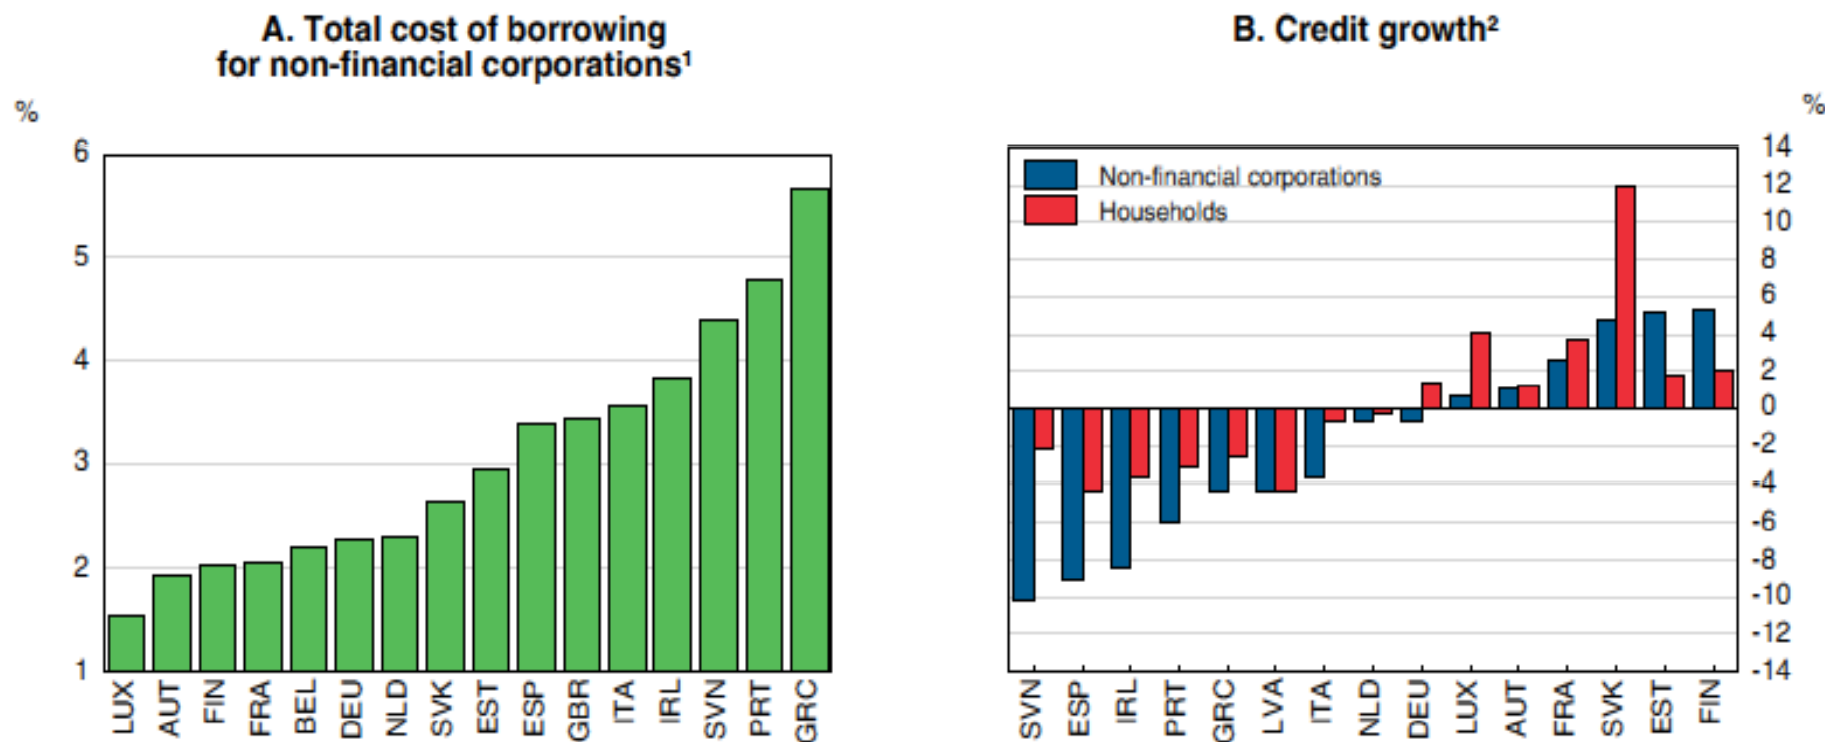 A. Total cost of borrowing
for non-financial corporations¹
%
6
5
4
3
2
1
LUX
AUT
FIN
FRA
BEL
DEU
NLD
SVK
EST
ESP
GBR
ITA
IRL
SVN
PRT
GRC
B. Credit growth²
%
Non-financial corporations
Households
14
12
10
8
6
4
2
0
-2
-4
-6
-8
-10
-12
-14
SVN
ESP
IRL
PRT
GRC
LVA
ITA
NLD
DEU
LUX
AUT
FRA
SVK
EST
FIN